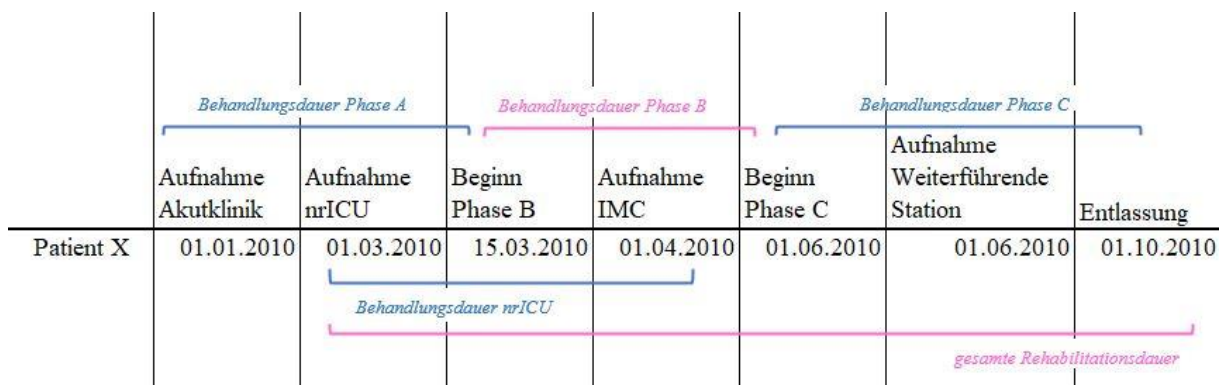 Behandlungsdauer Phase A Behandlungsdauer Phase B Behandlungsdauer Phase C
Aufnahme Akutklinik
Aufnahme nrICU
Beginn Phase B
Aufnahme IMC
Beginn Phase C
Aufnahme Weiterführende Station
Entlassung
Patient X 01.01.2010 01.03.2010 15.03.2010 01.04.2010 01.06.2010 01.06.2010 01.10.2010
Behandlungsdauer nrICU
gesamte Rehabilitationsdauer